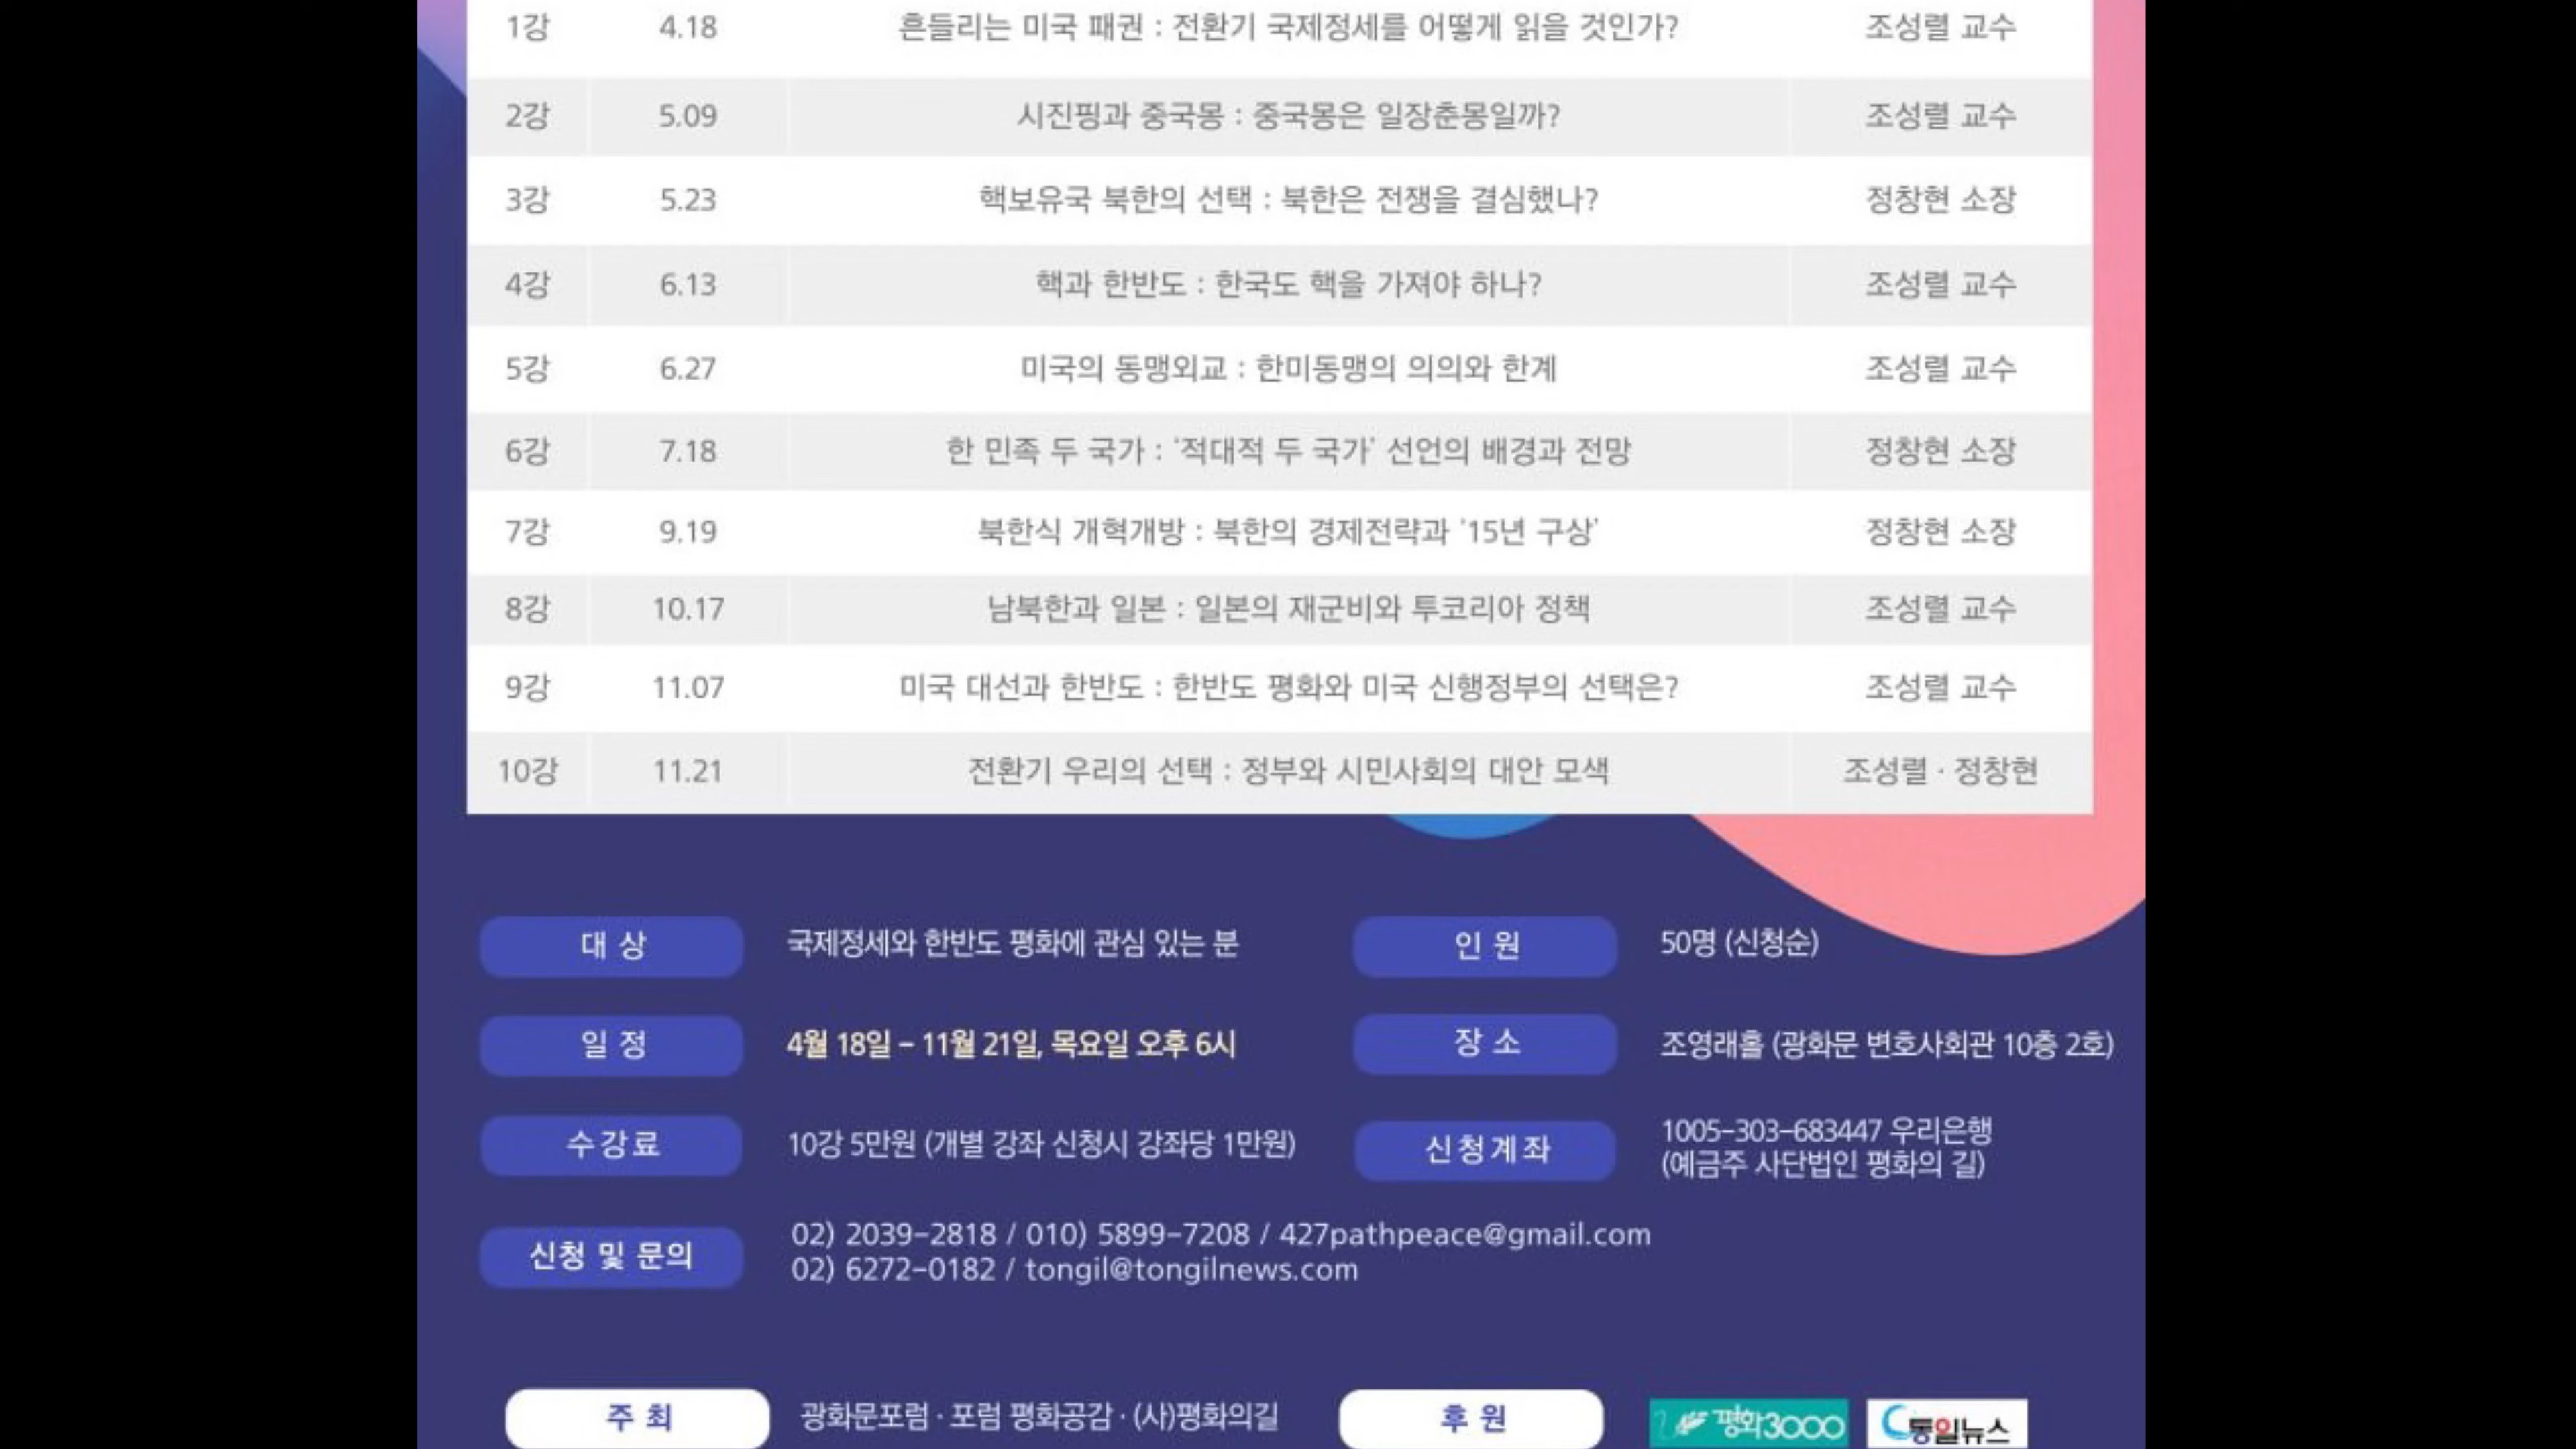 1강 4.18 흔들리는 미국 패권 : 전환기 국제정세를 어떻게 읽을 것인가? 조성렬 교수
2강 5.09 시진핑과 중국몽 : 중국몽은 일장춘몽일까? 조성렬 교수
3강 5.23 핵보유국 북한의 선택 : 북한은 전쟁을 결심했나? 정창현 소장
4강 6.13 핵과 한반도 : 한국도 핵을 가져야 하나? 조성렬 교수
5강 6.27 미국의 동맹외교 : 한미동맹의 의의와 한계 조성렬 교수
6강 7.18 한 민족 두 국가 : '적대적 두 국가' 선언의 배경과 전망 정창현 소장
7강 9.19 북한식 개혁개방 : 북한의 경제전략과 '15년 구상' 정창현 소장
8강 10.17 남북한과 일본 : 일본의 재군비와 투코리아 정책 조성렬 교수
9강 11.07 미국 대선과 한반도 : 한반도 평화와 미국 신행정부의 선택은? 조성렬 교수
10강 11.21 전환기 우리의 선택 : 정부와 시민사회의 대안 모색 조성렬 · 정창현
대 상 국제정세와 한반도 평화에 관심 있는 분 인 원 50명 (신청순)
일 정 4월 18일 – 11월 21일, 목요일 오후 6시 장 소 조영래홀 (광화문 변호사회관 10층 2호)
수강료 10강 5만원 (개별 강좌 신청시 강좌당 1만원) 신청계좌 1005-303-683447 우리은행
(예금주 사단법인 평화의 길)
신청 및 문의 02) 2039-2818 / 010) 5899-7208 / 427pathpeace@gmail.com
02) 6272-0182 / tongil@tongilnews.com
주 최 광화문포럼 · 포럼 평화공감 · (사)평화의길 후 원 평화3000 통일뉴스